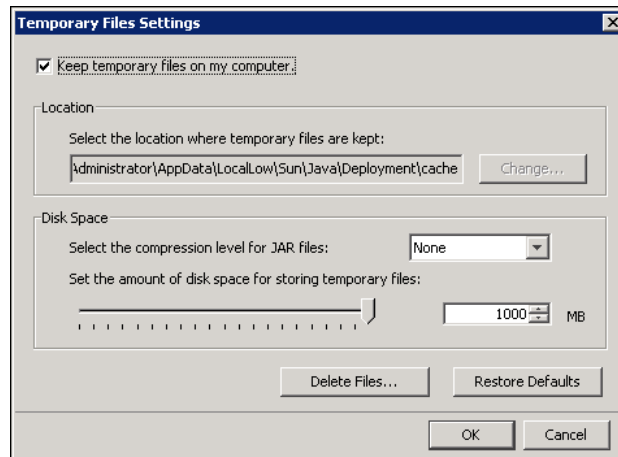 Temporary Files Settings
Keep temporary files on my computer.
Location
Select the location where temporary files are kept:
\dministrator\AppData\LocalLow\Sun\Java\Deployment\cache
Change...
Disk Space
Select the compression level for JAR files:
None
Set the amount of disk space for storing temporary files:
1000
MB
Delete Files...
Restore Defaults
OK
Cancel